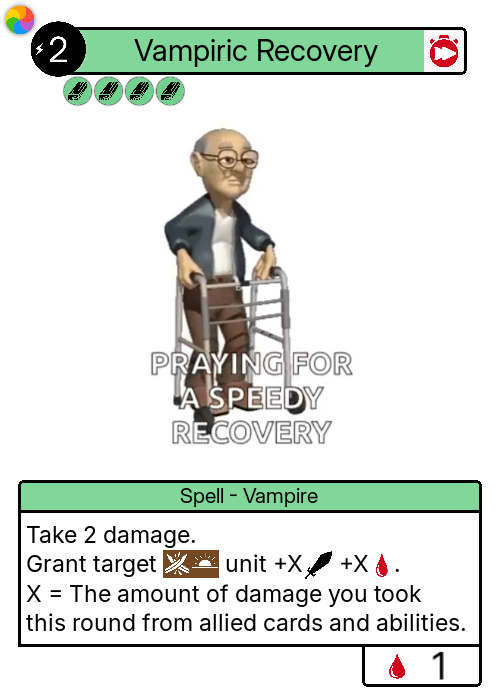 2
Vampiric Recovery
PRAYING FOR
A SPEEDY
RECOVERY
Spell - Vampire
Take 2 damage.
Grant target unit +X +X .
X = The amount of damage you took
this round from allied cards and abilities.
1